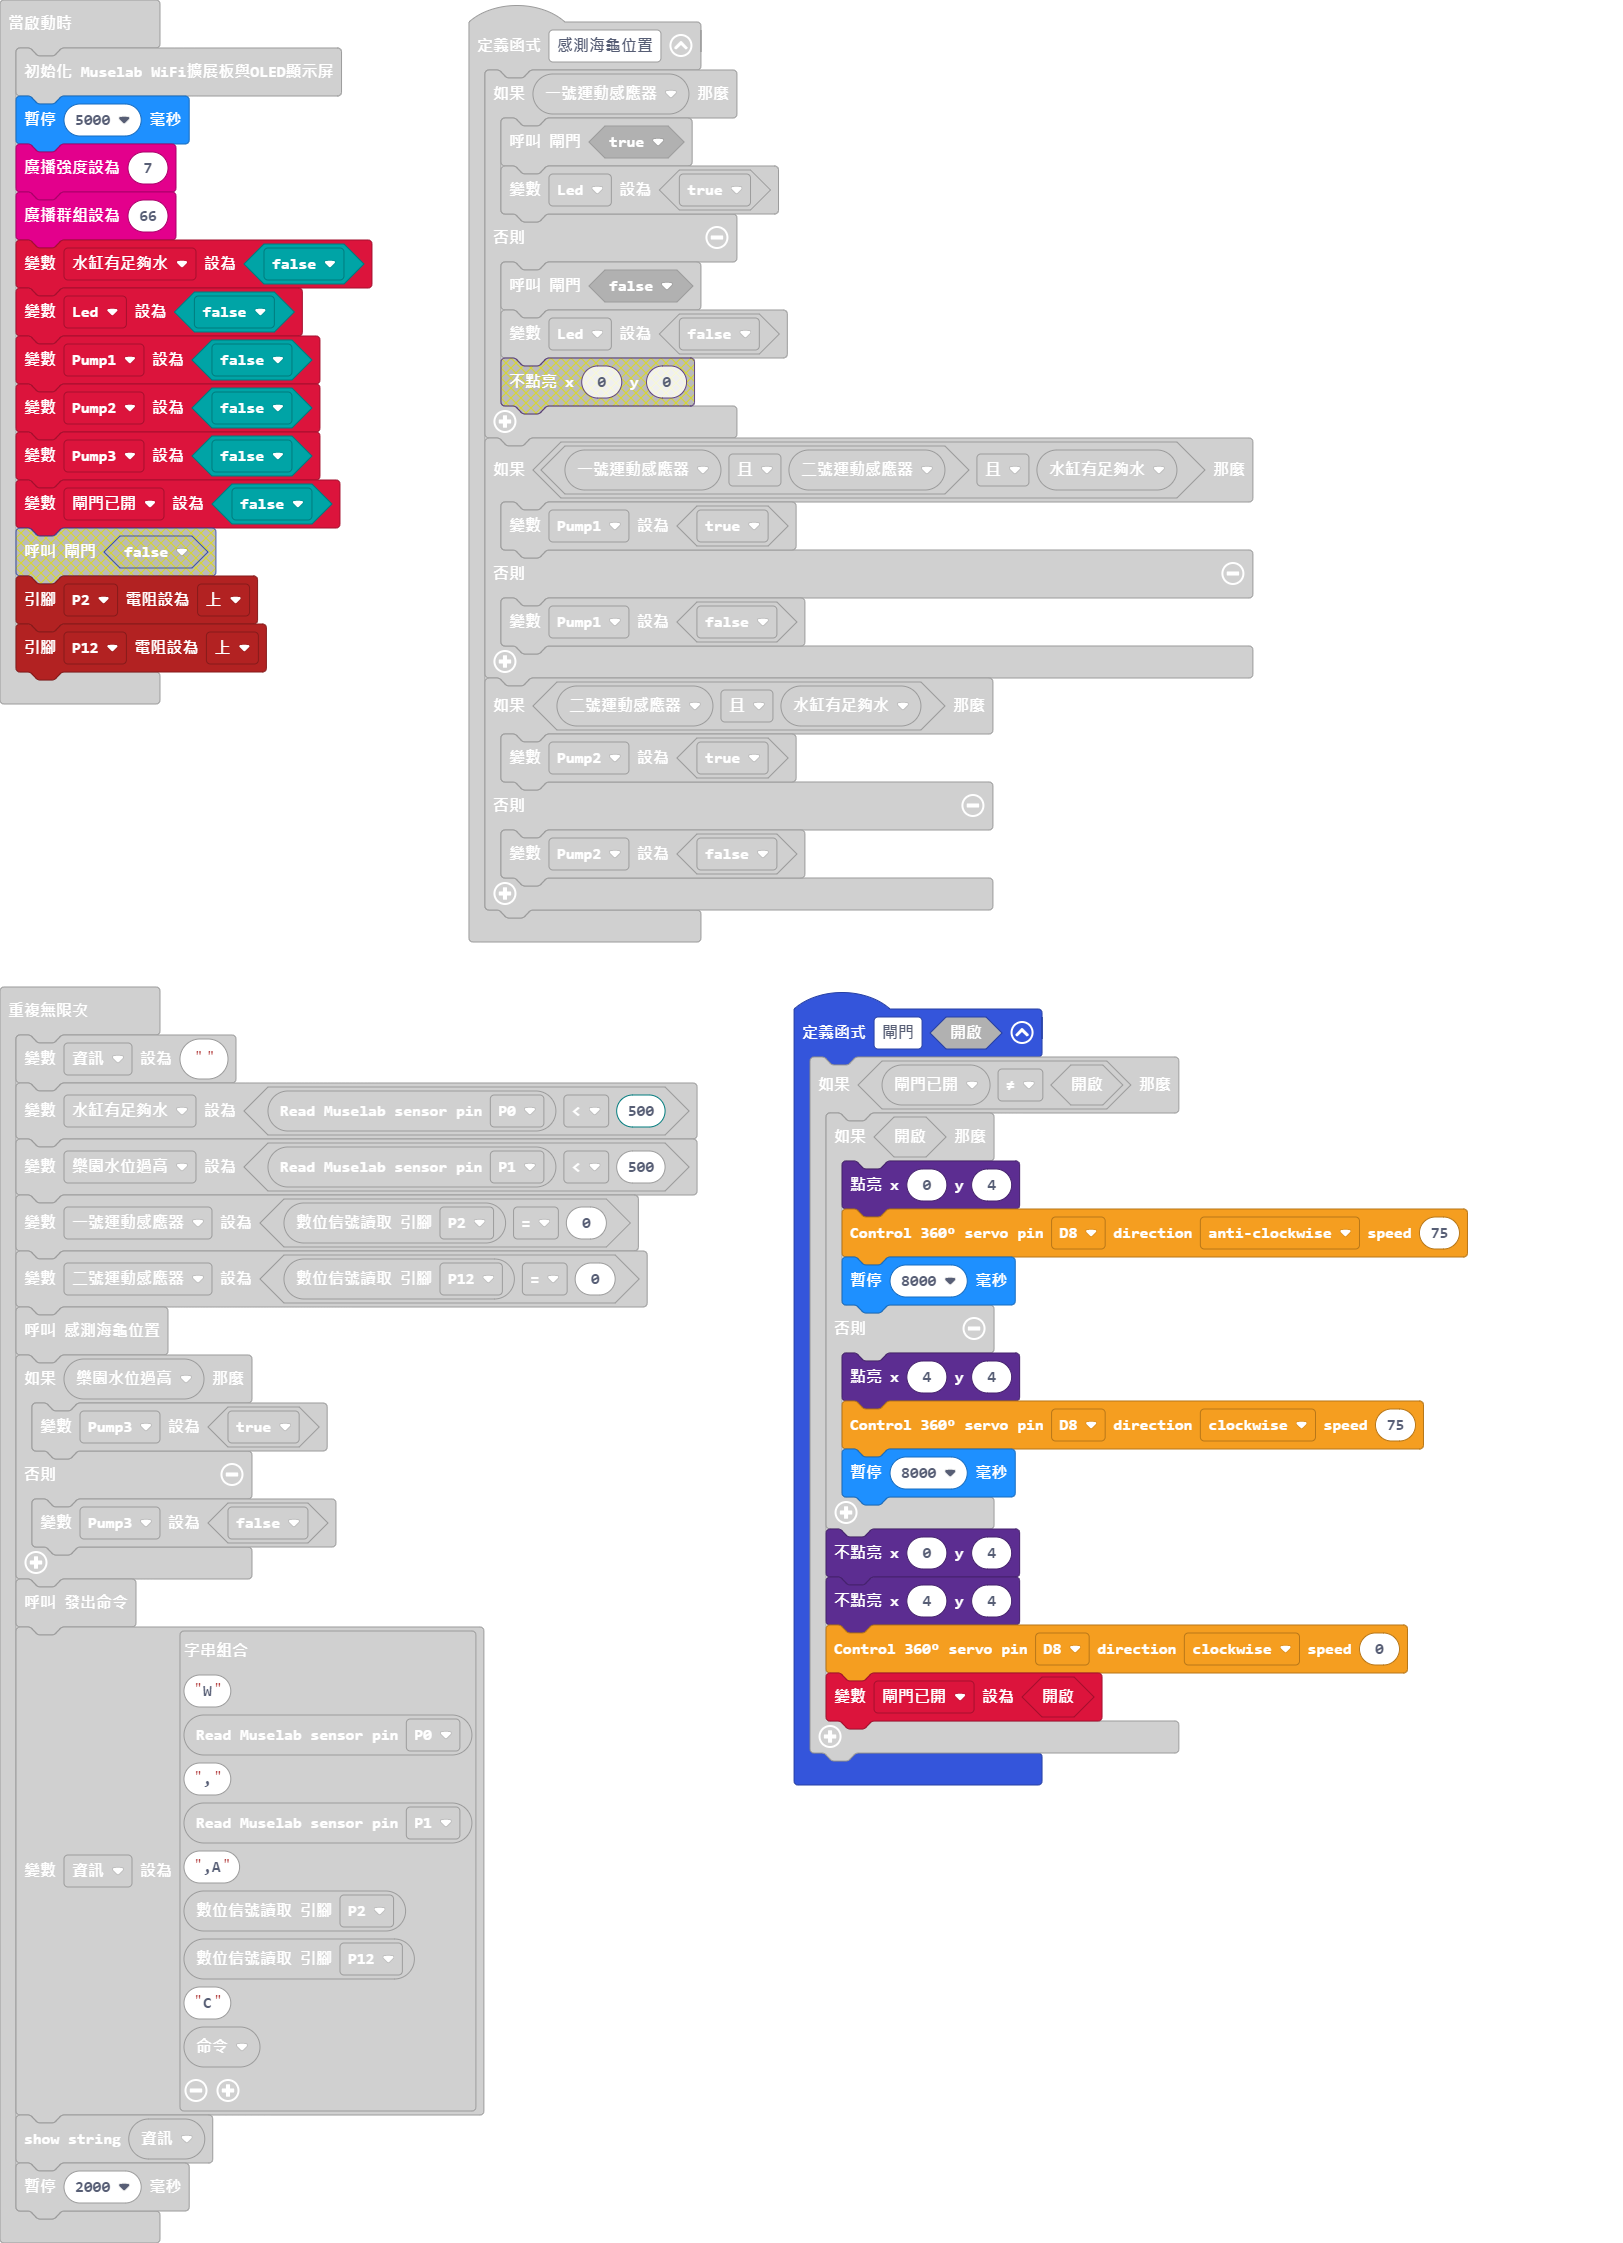 當啟動時
初始化 Muselab WiFi擴展板與OLED顯示屏
暫停 5000 毫秒
廣播強度設為 7
廣播群組設為 66
變數 水缸有足夠水 設為 false
變數 Led 設為 false
變數 Pump1 設為 false
變數 Pump2 設為 false
變數 Pump3 設為 false
變數 閘門已開 設為 false
呼叫 閘門 false
引腳 P2 電阻設為 上
引腳 P12 電阻設為 上
定義函式 感測海龜位置
如果 一號運動感應器 那麼
呼叫 閘門 true
變數 Led 設為 true
否則
呼叫 閘門 false
變數 Led 設為 false
不點亮 x 0 y 0
如果 一號運動感應器 且 二號運動感應器 且 水缸有足夠水 那麼
變數 Pump1 設為 true
否則
變數 Pump1 設為 false
如果 二號運動感應器 且 水缸有足夠水 那麼
變數 Pump2 設為 true
否則
變數 Pump2 設為 false
重複無限次
變數 資訊 設為 " "
變數 水缸有足夠水 設為 Read Muselab sensor pin P0 < 500
變數 樂園水位過高 設為 Read Muselab sensor pin P1 < 500
變數 一號運動感應器 設為 數位信號讀取 引腳 P2 = 0
變數 二號運動感應器 設為 數位信號讀取 引腳 P12 = 0
呼叫 感測海龜位置
如果 樂園水位過高 那麼
變數 Pump3 設為 true
否則
變數 Pump3 設為 false
呼叫 發出命令
變數 資訊 設為
字串組合
"W"
Read Muselab sensor pin P0
","
Read Muselab sensor pin P1
",A"
數位信號讀取 引腳 P2
數位信號讀取 引腳 P12
"C"
命令
show string 資訊
暫停 2000 毫秒
定義函式 閘門 開啟
如果 閘門已開 ≠ 開啟 那麼
如果 開啟 那麼
點亮 x 0 y 4
Control 360º servo pin D8 direction anti-clockwise speed 75
暫停 8000 毫秒
否則
點亮 x 4 y 4
Control 360º servo pin D8 direction clockwise speed 75
暫停 8000 毫秒
不點亮 x 0 y 4
不點亮 x 4 y 4
Control 360º servo pin D8 direction clockwise speed 0
變數 閘門已開 設為 開啟